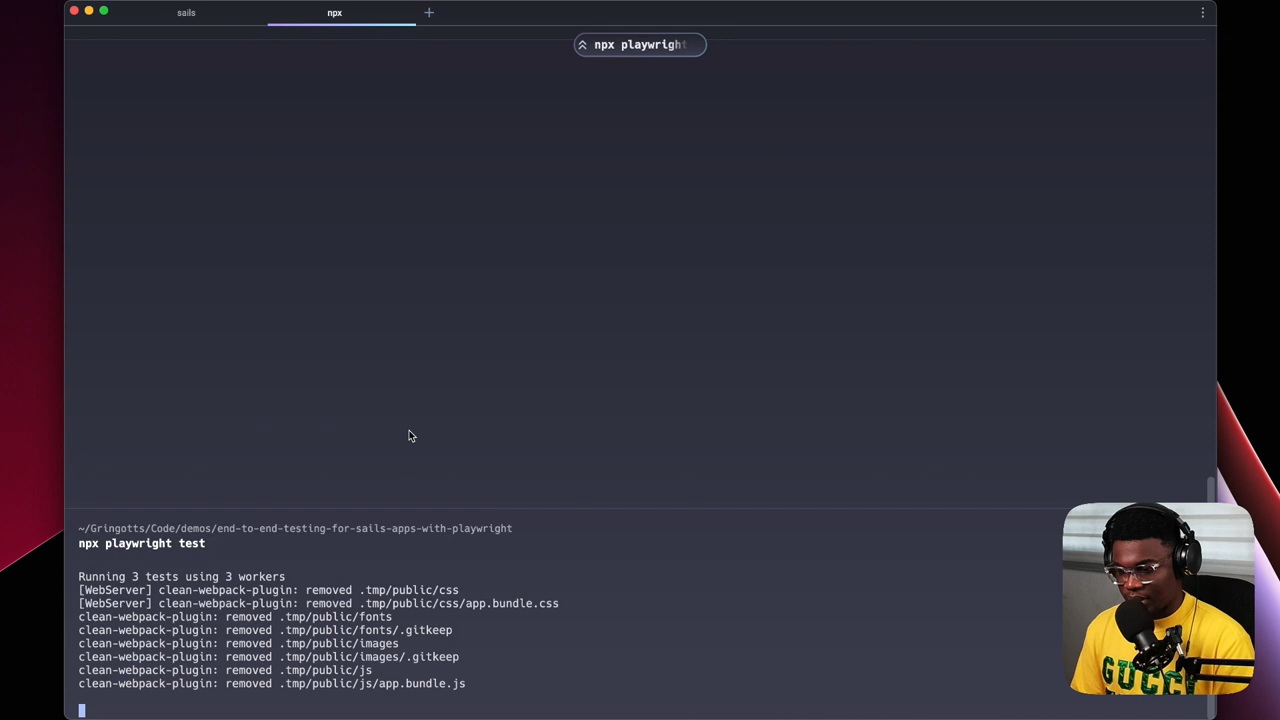 sails
npx
npx playwright
~/Gringotts/Code/demos/end-to-end-testing-for-sails-apps-with-playwright
npx playwright test
Running 3 tests using 3 workers
[WebServer] clean-webpack-plugin: removed .tmp/public/css
[WebServer] clean-webpack-plugin: removed .tmp/public/css/app.bundle.css
clean-webpack-plugin: removed .tmp/public/fonts
clean-webpack-plugin: removed .tmp/public/fonts/.gitkeep
clean-webpack-plugin: removed .tmp/public/images
clean-webpack-plugin: removed .tmp/public/images/.gitkeep
clean-webpack-plugin: removed .tmp/public/js
clean-webpack-plugin: removed .tmp/public/js/app.bundle.js
GUCCI